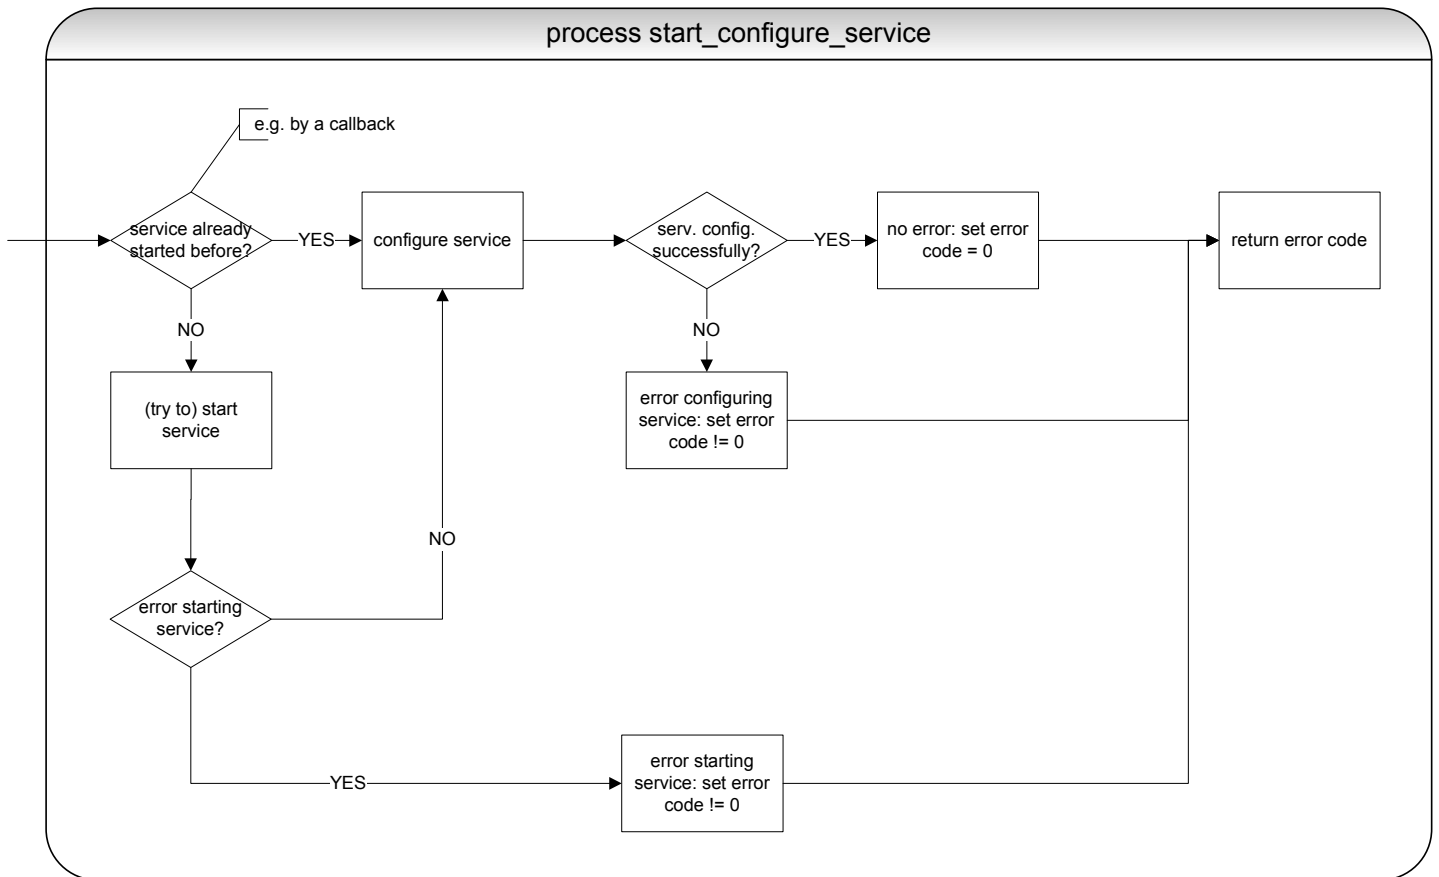 process start_configure_service
e.g. by a callback
service already
started before?
YES
configure service
serv. config.
successfully?
YES
no error: set error
code = 0
return error code
NO
NO
(try to) start
service
error configuring
service: set error
code != 0
NO
error starting
service?
YES
error starting
service: set error
code != 0